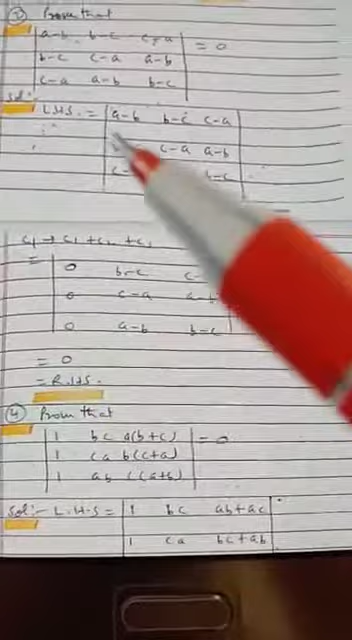 ③ Prove that
|a-b b-c c-a|
|b-c c-a a-b| = 0
|c-a a-b b-c|
Sol:-
L.H.S. = |a-b b-c c-a|
c-a a-b
c- b-c
C₁ → C₁ + C₂ + C₃
= |0 b-c c-
0 c-a a-b
0 a-b b-c
= 0
= R.H.S.
④ Prove that
|1 bc a(b+c)| = 0
|1 ca b(c+a)|
|1 ab c(a+b)|
Sol:- L.H.S = |1 bc ab+ac|
|1 ca bc+ab|